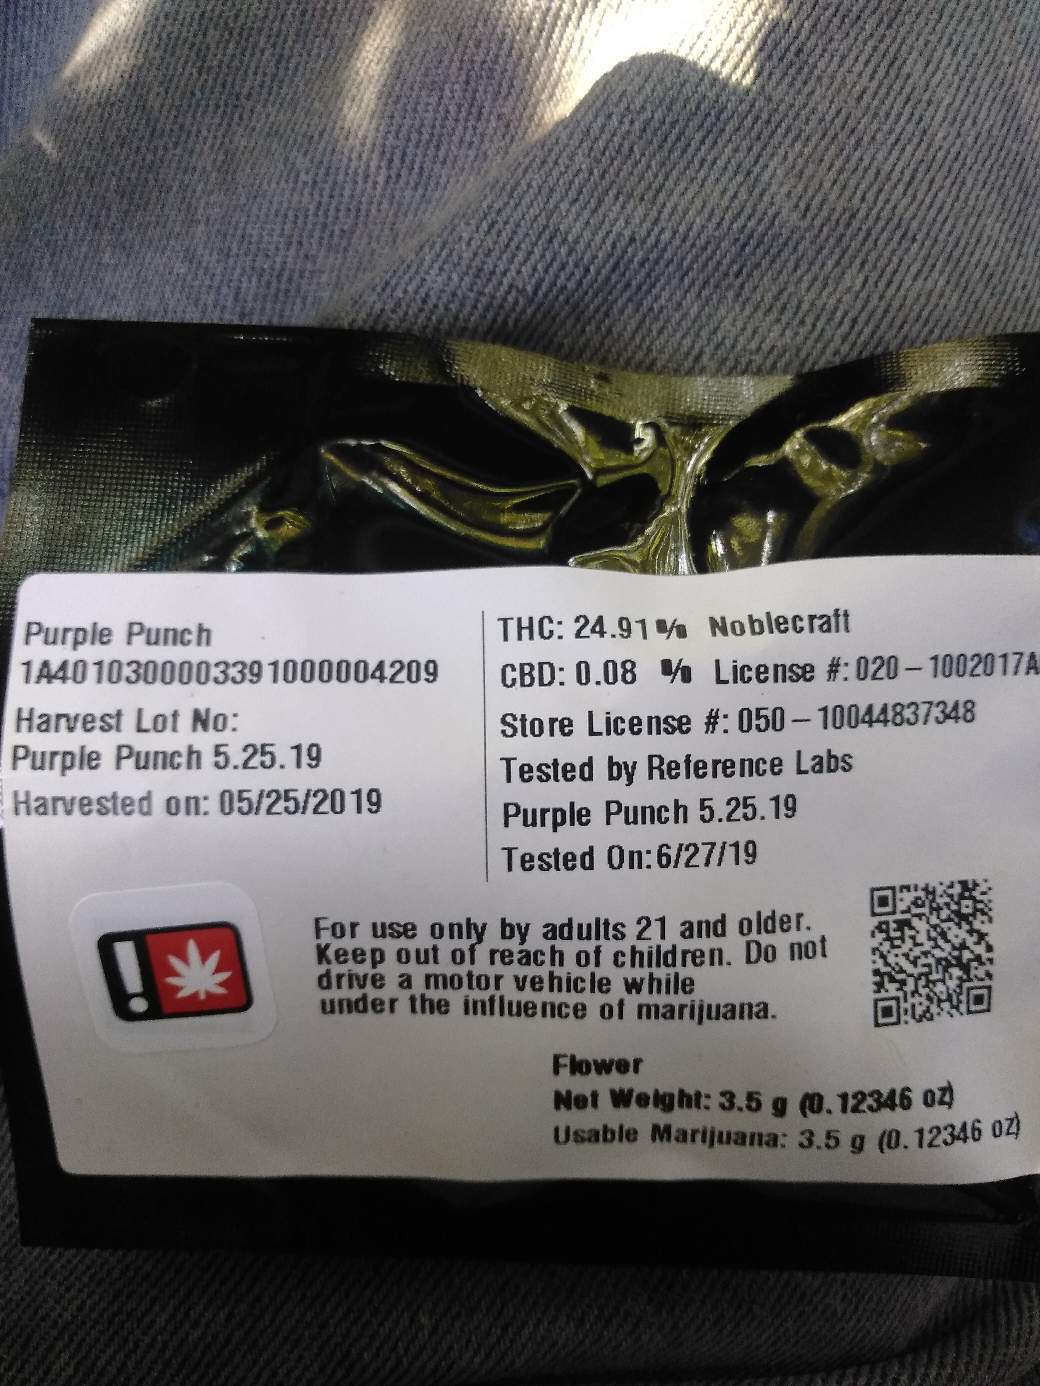 Purple Punch
1A4010300003391000004209
Harvest Lot No:
Purple Punch 5.25.19
Harvested on: 05/25/2019
THC: 24.91% Noblecraft
CBD: 0.08 % License #: 020-1002017A
Store License #: 050-10044837348
Tested by Reference Labs
Purple Punch 5.25.19
Tested On:6/27/19
!
For use only by adults 21 and older.
Keep out of reach of children. Do not
drive a motor vehicle while
under the influence of marijuana.
Flower
Net Weight: 3.5 g (0.12346 oz)
Usable Marijuana: 3.5 g (0.12346 oz)